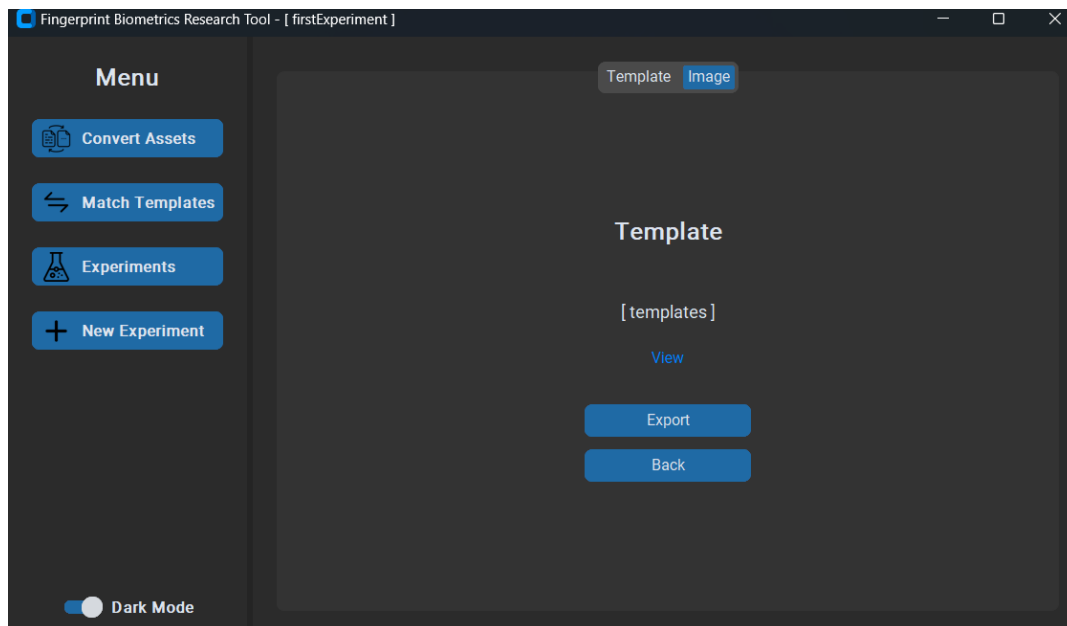 Fingerprint Biometrics Research Tool - [ firstExperiment ]
Menu
Convert Assets
Match Templates
Experiments
New Experiment
Dark Mode
Template Image
Template
[ templates ]
View
Export
Back